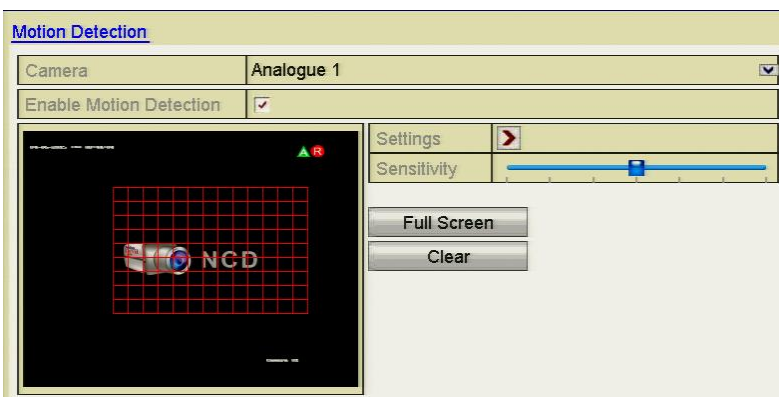 Motion Detection
Camera
Analogue 1
Enable Motion Detection
A R
NCD
Settings
Sensitivity
Full Screen
Clear